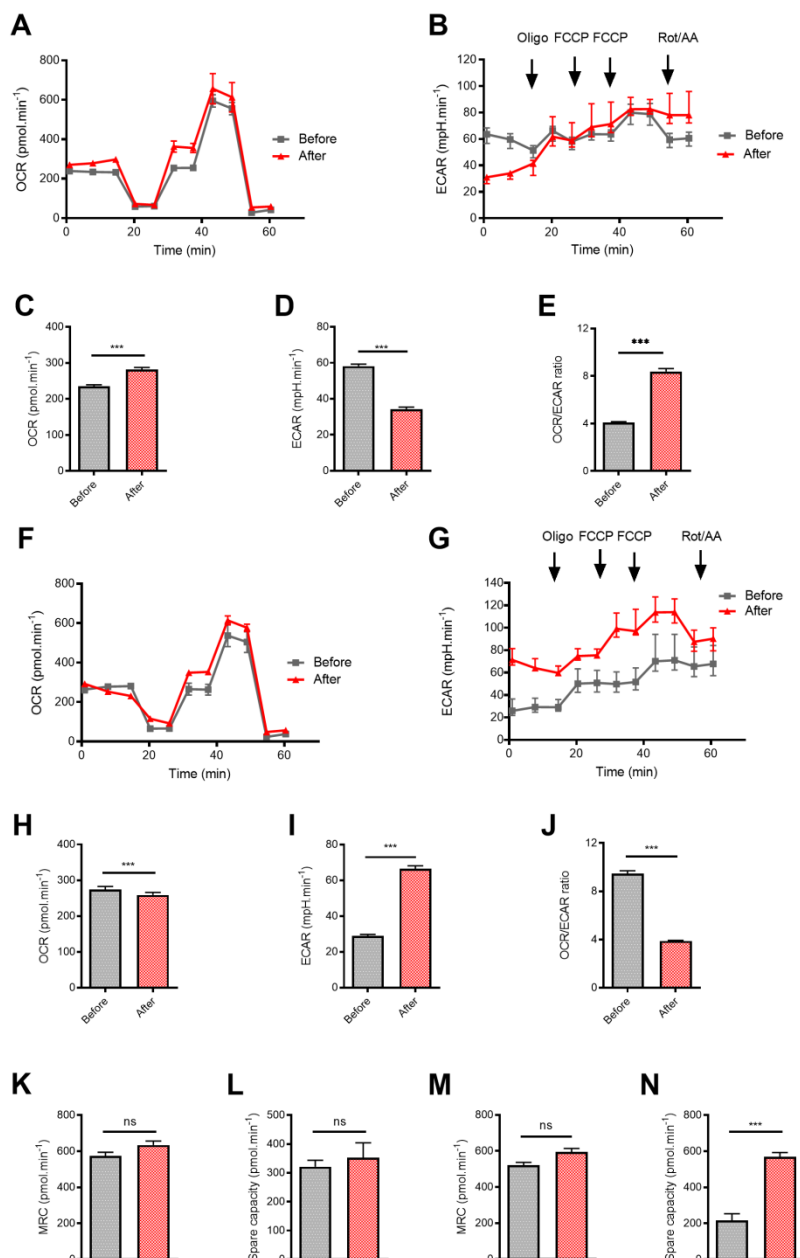 A
OCR (pmol.min⁻¹)
800
600
400
200
0
0 20 40 60
Time (min)
Before
After
B
Oligo FCCP FCCP Rot/AA
ECAR (mpH.min⁻¹)
120
100
80
60
40
20
0
0 20 40 60
Time (min)
Before
After
C
OCR (pmol.min⁻¹)
400
300
200
100
0
***
Before After
D
ECAR (mpH.min⁻¹)
80
60
40
20
0
***
Before After
E
OCR/ECAR ratio
12
8
4
0
***
Before After
F
OCR (pmol.min⁻¹)
800
600
400
200
0
0 20 40 60
Time (min)
Before
After
G
Oligo FCCP FCCP Rot/AA
ECAR (mpH.min⁻¹)
140
120
100
80
60
40
20
0
0 20 40 60
Time (min)
Before
After
H
OCR (pmol.min⁻¹)
400
300
200
100
0
***
Before After
I
ECAR (mpH.min⁻¹)
80
60
40
20
0
***
Before After
J
OCR/ECAR ratio
12
8
4
0
***
Before After
K
MRC (pmol.min⁻¹)
800
600
400
200
0
ns
L
Spare capacity (pmol.min⁻¹)
500
400
300
200
100
0
ns
M
MRC (pmol.min⁻¹)
800
600
400
200
0
ns
N
Spare capacity (pmol.min⁻¹)
800
600
400
200
0
***